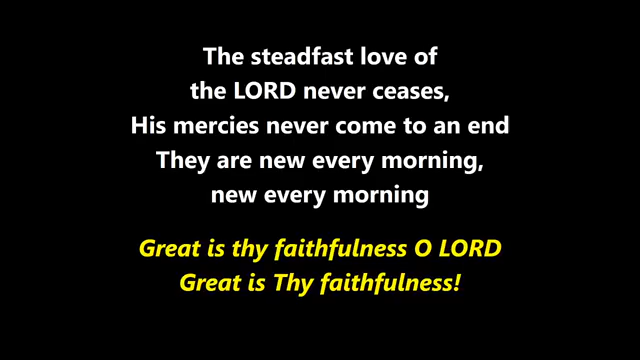 The steadfast love of
the LORD never ceases,
His mercies never come to an end
They are new every morning,
new every morning
Great is thy faithfulness O LORD
Great is Thy faithfulness!